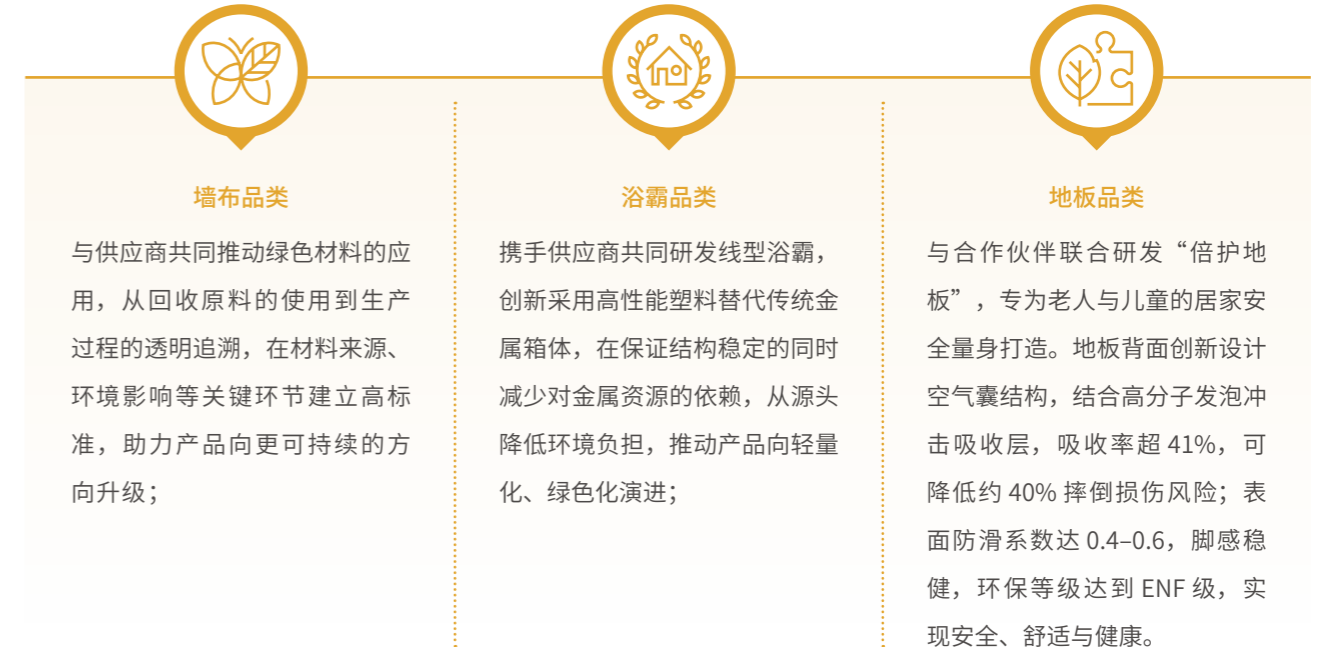 墙布品类
与供应商共同推动绿色材料的应
用，从回收原料的使用到生产
过程的透明追溯，在材料来源、
环境影响等关键环节建立高标
准，助力产品向更可持续的方
向升级；
浴霸品类
携手供应商共同研发线型浴霸，
创新采用高性能塑料替代传统金
属箱体，在保证结构稳定的同时
减少对金属资源的依赖，从源头
降低环境负担，推动产品向轻量
化、绿色化演进；
地板品类
与合作伙伴联合研发“倍护地
板”，专为老人与儿童的居家安
全量身打造。地板背面创新设计
空气囊结构，结合高分子发泡冲
击吸收层，吸收率超 41%，可
降低约 40% 摔倒损伤风险；表
面防滑系数达 0.4–0.6，脚感稳
健，环保等级达到 ENF 级，实
现安全、舒适与健康。